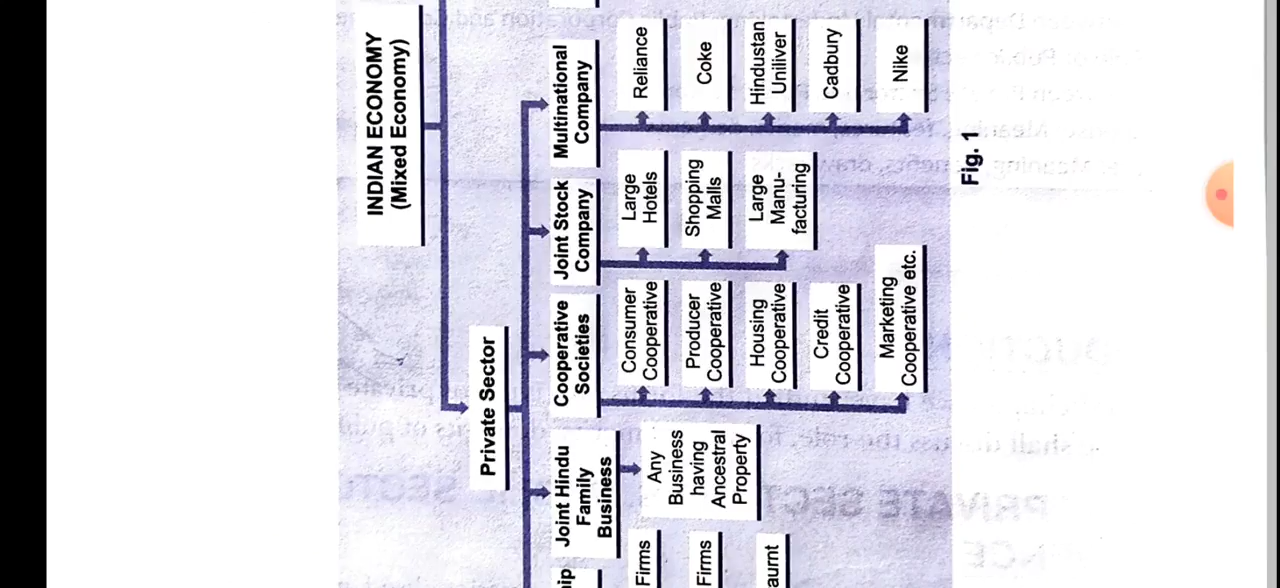 INDIAN ECONOMY
(Mixed Economy)
Private Sector
ip
Joint Hindu
Family
Business
Cooperative
Societies
Joint Stock
Company
Multinational
Company
Firms
Firms
aurnt
Any
Business
having
Ancestral
Property
Consumer
Cooperative
Producer
Cooperative
Housing
Cooperative
Credit
Cooperative
Marketing
Cooperative etc.
Large
Hotels
Shopping
Malls
Large
Manu-
facturing
Reliance
Coke
Hindustan
Uniliver
Cadbury
Nike
Fig. 1